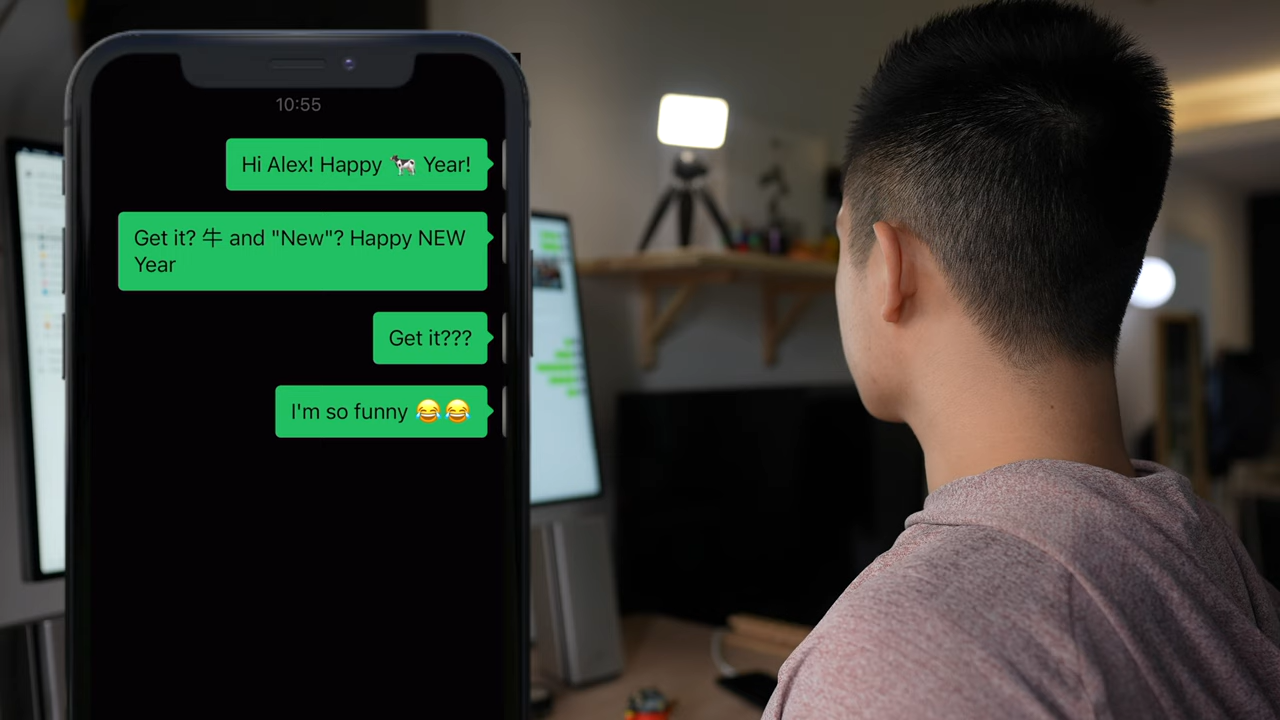 10:55
Hi Alex! Happy 🐄 Year!
Get it? 牛 and "New"? Happy NEW
Year
Get it???
I'm so funny 😂😂